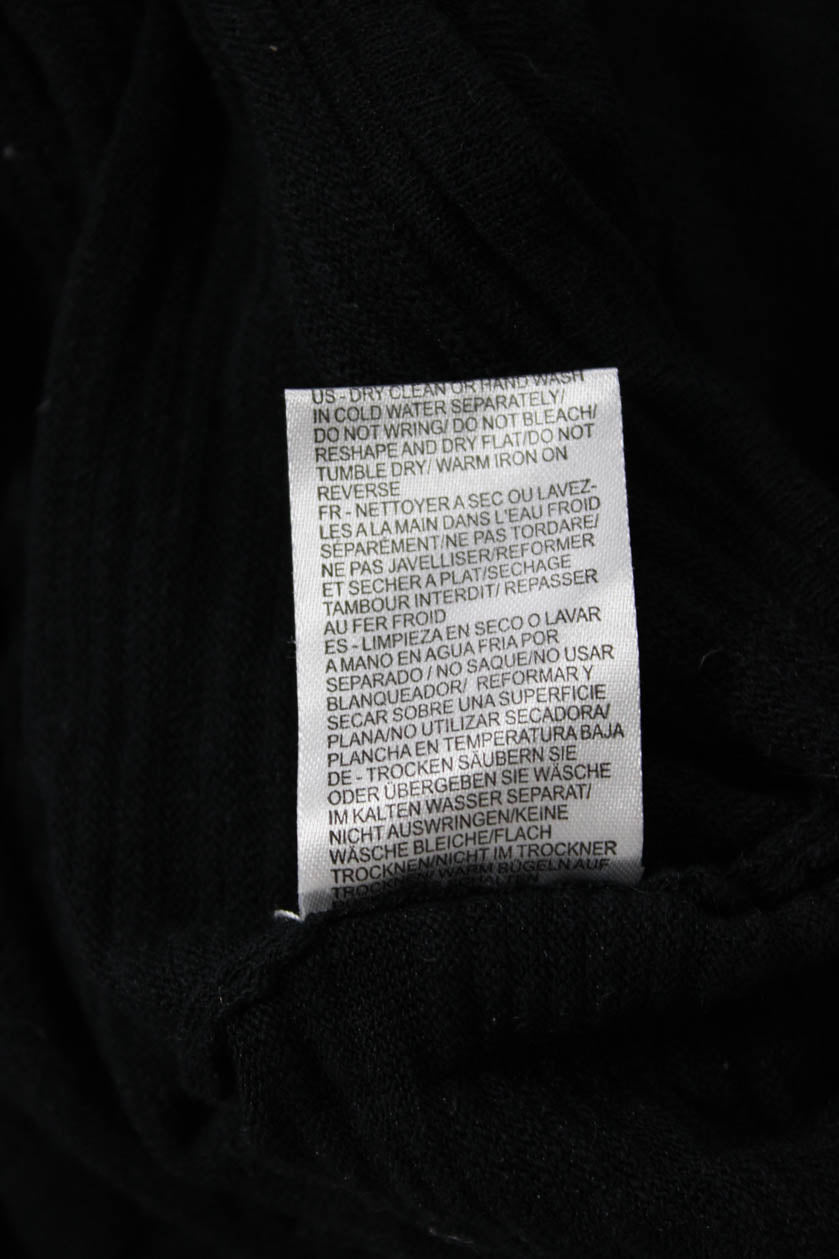 US - DRY CLEAN OR HAND WASH
IN COLD WATER SEPARATELY/
DO NOT WRING/ DO NOT BLEACH/
RESHAPE AND DRY FLAT/DO NOT
TUMBLE DRY/ WARM IRON ON
REVERSE
FR - NETTOYER A SEC OU LAVEZ-
LES A LA MAIN DANS L'EAU FROID
SÉPARÉMENT/NE PAS TORDARE/
NE PAS JAVELLISER/REFORMER
ET SECHER A PLAT/SECHAGE
TAMBOUR INTERDIT/ REPASSER
AU FER FROID
ES - LIMPIEZA EN SECO O LAVAR
A MANO EN AGUA FRIA POR
SEPARADO / NO SAQUE/NO USAR
BLANQUEADOR/ REFORMAR Y
SECAR SOBRE UNA SUPERFICIE
PLANA/NO UTILIZAR SECADORA/
PLANCHA EN TEMPERATURA BAJA
DE - TROCKEN SÄUBERN SIE
ODER ÜBERGEBEN SIE WÄSCHE
IM KALTEN WASSER SEPARAT/
NICHT AUSWRINGEN/KEINE
WÄSCHE BLEICHE/FLACH
TROCKNEN/NICHT IM TROCKNER
TROCKNEN/ WARM BÜGELN AUF